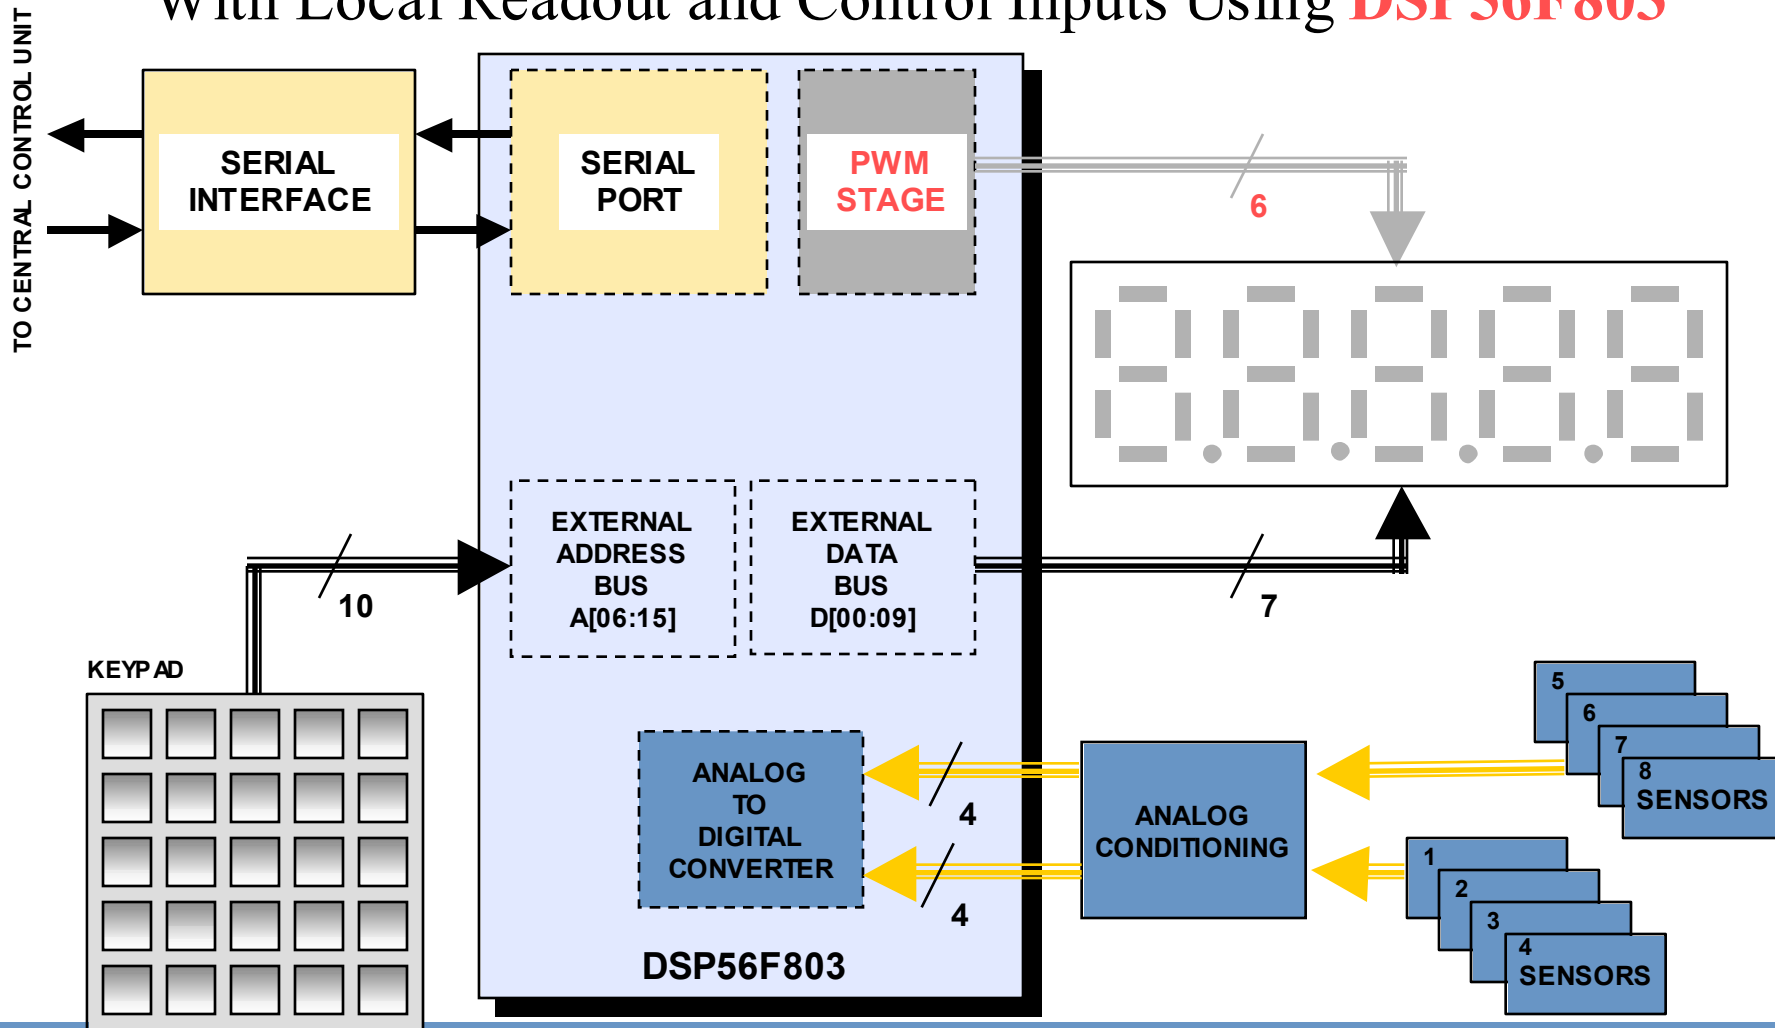 With Local Readout and Control Inputs Using DSP56F803
TO CENTRAL CONTROL UNIT
SERIAL
INTERFACE
SERIAL
PORT
PWM
STAGE
6
EXTERNAL
ADDRESS
BUS
A[06:15]
EXTERNAL
DATA
BUS
D[00:09]
10
7
KEYPAD
ANALOG
TO
DIGITAL
CONVERTER
4
4
ANALOG
CONDITIONING
5
6
7
8
SENSORS
1
2
3
4
SENSORS
DSP56F803